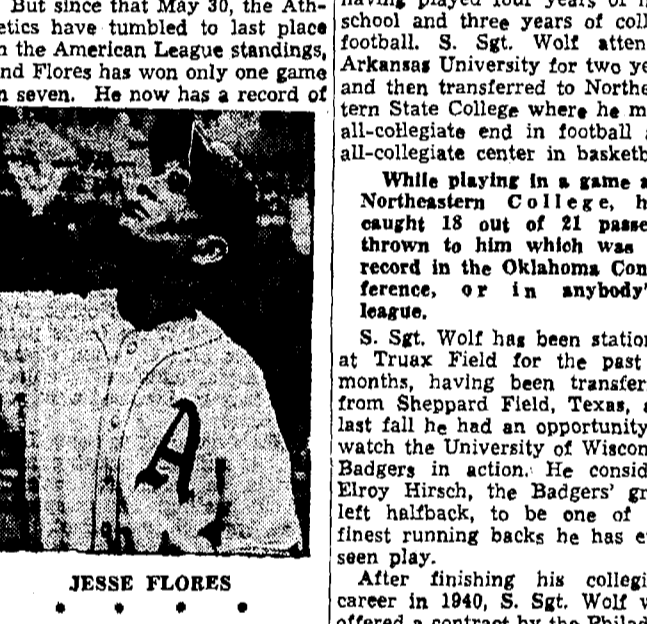 But since that May 30, the Ath-
etics have tumbled to last place
n the American League standings,
nd Flores has won only one game
n seven. He now has a record of
A
JESSE FLORES
school and three years of coll
football. S. Sgt. Wolf atten
Arkansas University for two ye
and then transferred to Northe
tern State College where he m
all-collegiate end in football a
all-collegiate center in basketb
While playing in a game a
Northeastern College, h
caught 18 out of 21 passe
thrown to him which was
record in the Oklahoma Con
ference, or in anybody'
league.
S. Sgt. Wolf has been station
at Truax Field for the past
months, having been transfer
from Sheppard Field, Texas, a
last fall he had an opportunity
watch the University of Wiscon
Badgers in action. He consid
Elroy Hirsch, the Badgers' gr
left halfback, to be one of
finest running backs he has e
seen play.
After finishing his collegi
career in 1940, S. Sgt. Wolf w
offered a contract by the Philad